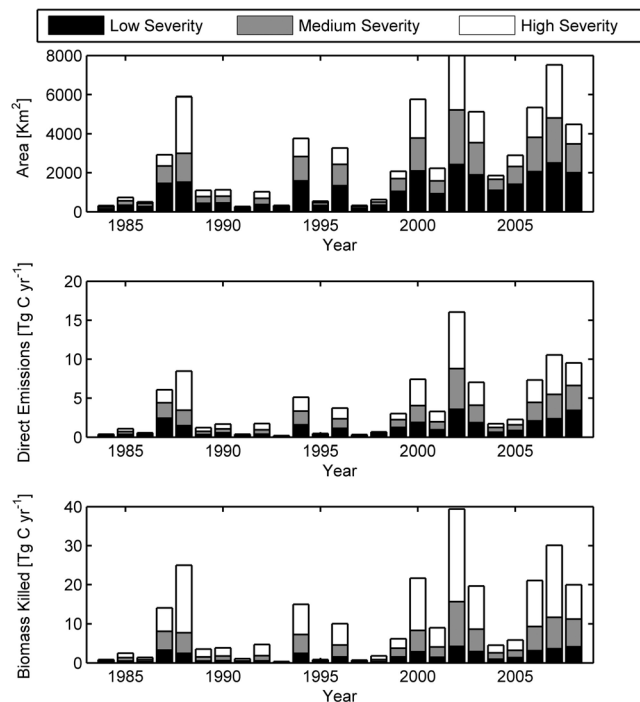 Low Severity Medium Severity High Severity
8000
6000
4000
2000
0
Area [Km²]
1985 1990 1995 2000 2005
Year
20
15
10
5
0
Direct Emissions [Tg C yr⁻¹]
1985 1990 1995 2000 2005
Year
40
30
20
10
0
Biomass Killed [Tg C yr⁻¹]
1985 1990 1995 2000 2005
Year